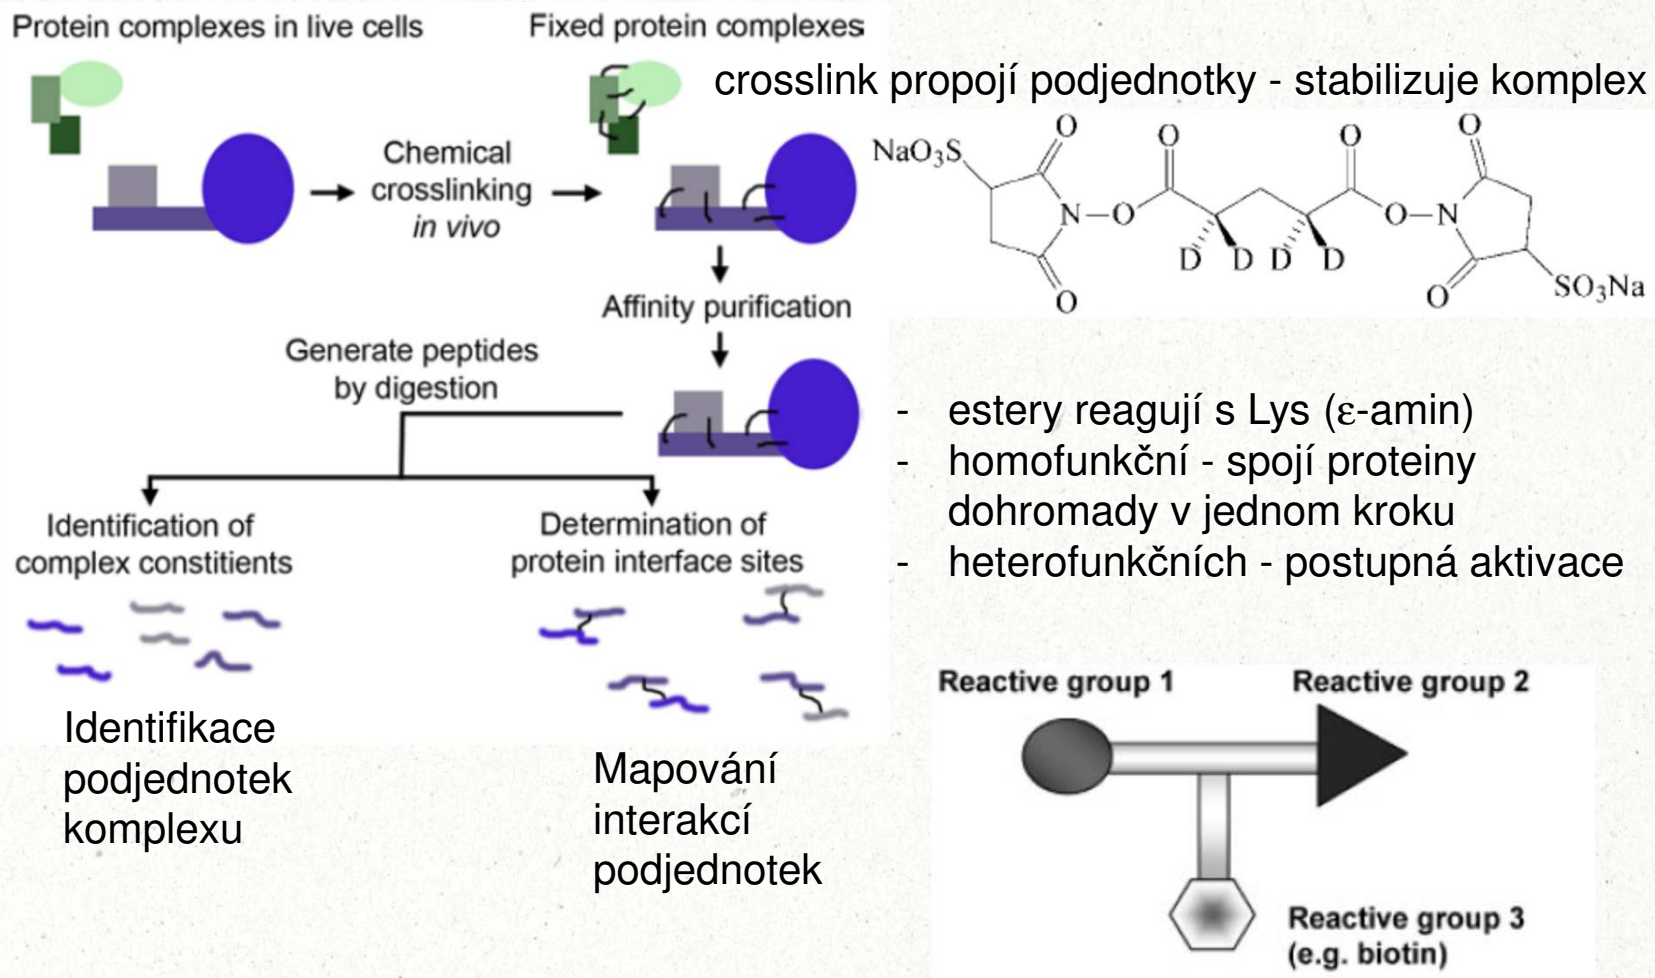 Protein complexes in live cells
Fixed protein complexes
crosslink propojí podjednotky - stabilizuje komplex
Chemical
crosslinking
in vivo
NaO₃S
O
O
O
O
N
O
O
N
D
D
D
D
O
O
SO₃Na
Affinity purification
Generate peptides
by digestion
- estery reagují s Lys (ε-amin)
- homofunkční - spojí proteiny
dohromady v jednom kroku
- heterofunkčních - postupná aktivace
Identification of
complex constitients
Determination of
protein interface sites
Identifikace
podjednotek
komplexu
Mapování
interakcí
podjednotek
Reactive group 1
Reactive group 2
Reactive group 3
(e.g. biotin)